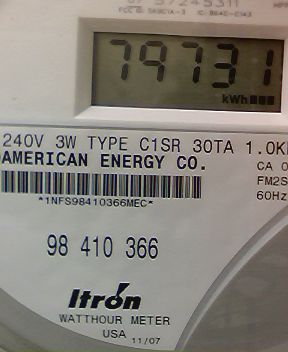 79731
kWh
240V 3W TYPE C1SR 30TA 1.0K
AMERICAN ENERGY CO.
CA 0
FM2S
60Hz
*1NFS98410366MEC*
98 410 366
Itrón
WATTHOUR METER
USA 11/07